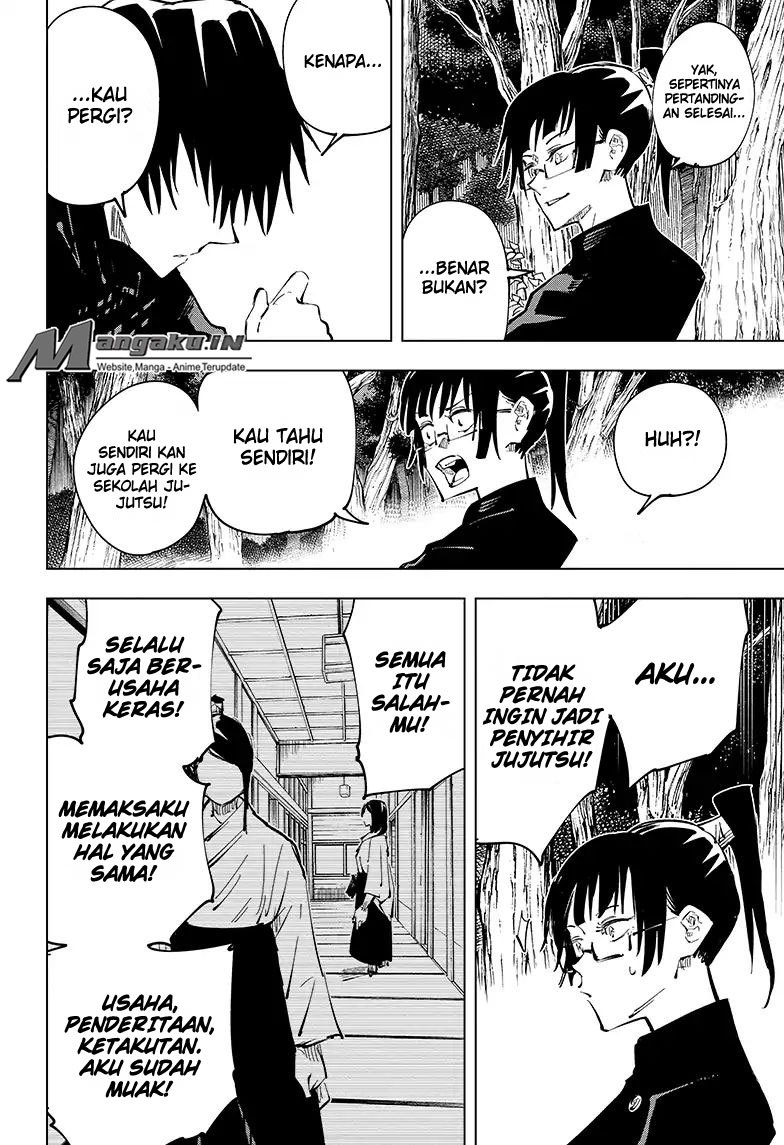 YAK,
SEPERTINYA
PERTANDING-
AN SELESAI...
...BENAR
BUKAN?
KENAPA...
...KAU
PERGI?
Mangaku.in
Website Manga - Anime Terupdate
HUH?!
KAU TAHU
SENDIRI!
KAU
SENDIRI KAN
JUGA PERGI KE
SEKOLAH JU-
JUTSU!
AKU...
TIDAK
PERNAH
INGIN JADI
PENYIHIR
JUJUTSU!
SEMUA
ITU
SALAH-
MU!
SELALU
SAJA BER-
USAHA
KERAS!
MEMAKSAKU
MELAKUKAN
HAL YANG
SAMA!
USAHA,
PENDERITAAN,
KETAKUTAN.
AKU SUDAH
MUAK!